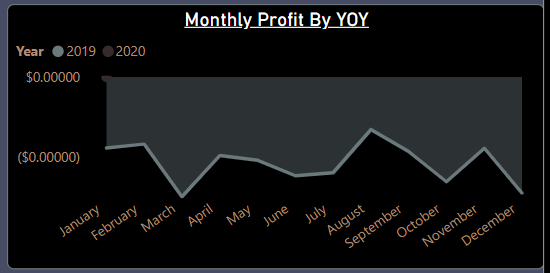 Monthly Profit By YOY
Year 2019 2020
$0.00000
($0.00000)
January February March April May June July August September October November December